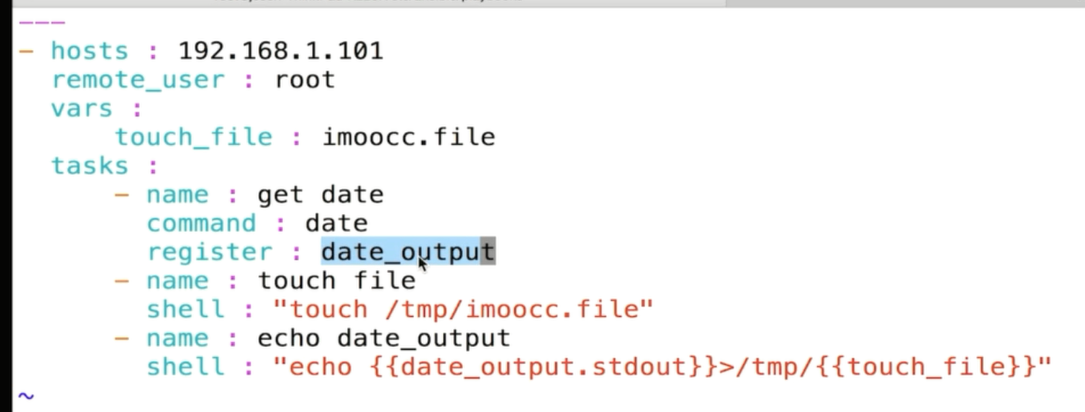 ---
- hosts : 192.168.1.101
remote_user : root
vars :
touch_file : imoocc.file
tasks :
- name : get date
command : date
register : date_output
- name : touch file
shell : "touch /tmp/imoocc.file"
- name : echo date_output
shell : "echo {{date_output.stdout}}>/tmp/{{touch_file}}"
~